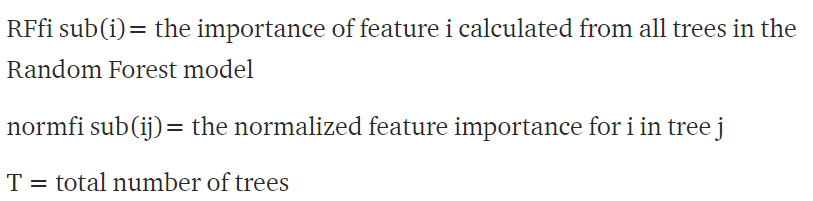 RFfi sub(i)= the importance of feature i calculated from all trees in the
Random Forest model
normfi sub(ij)= the normalized feature importance for i in tree j
T = total number of trees